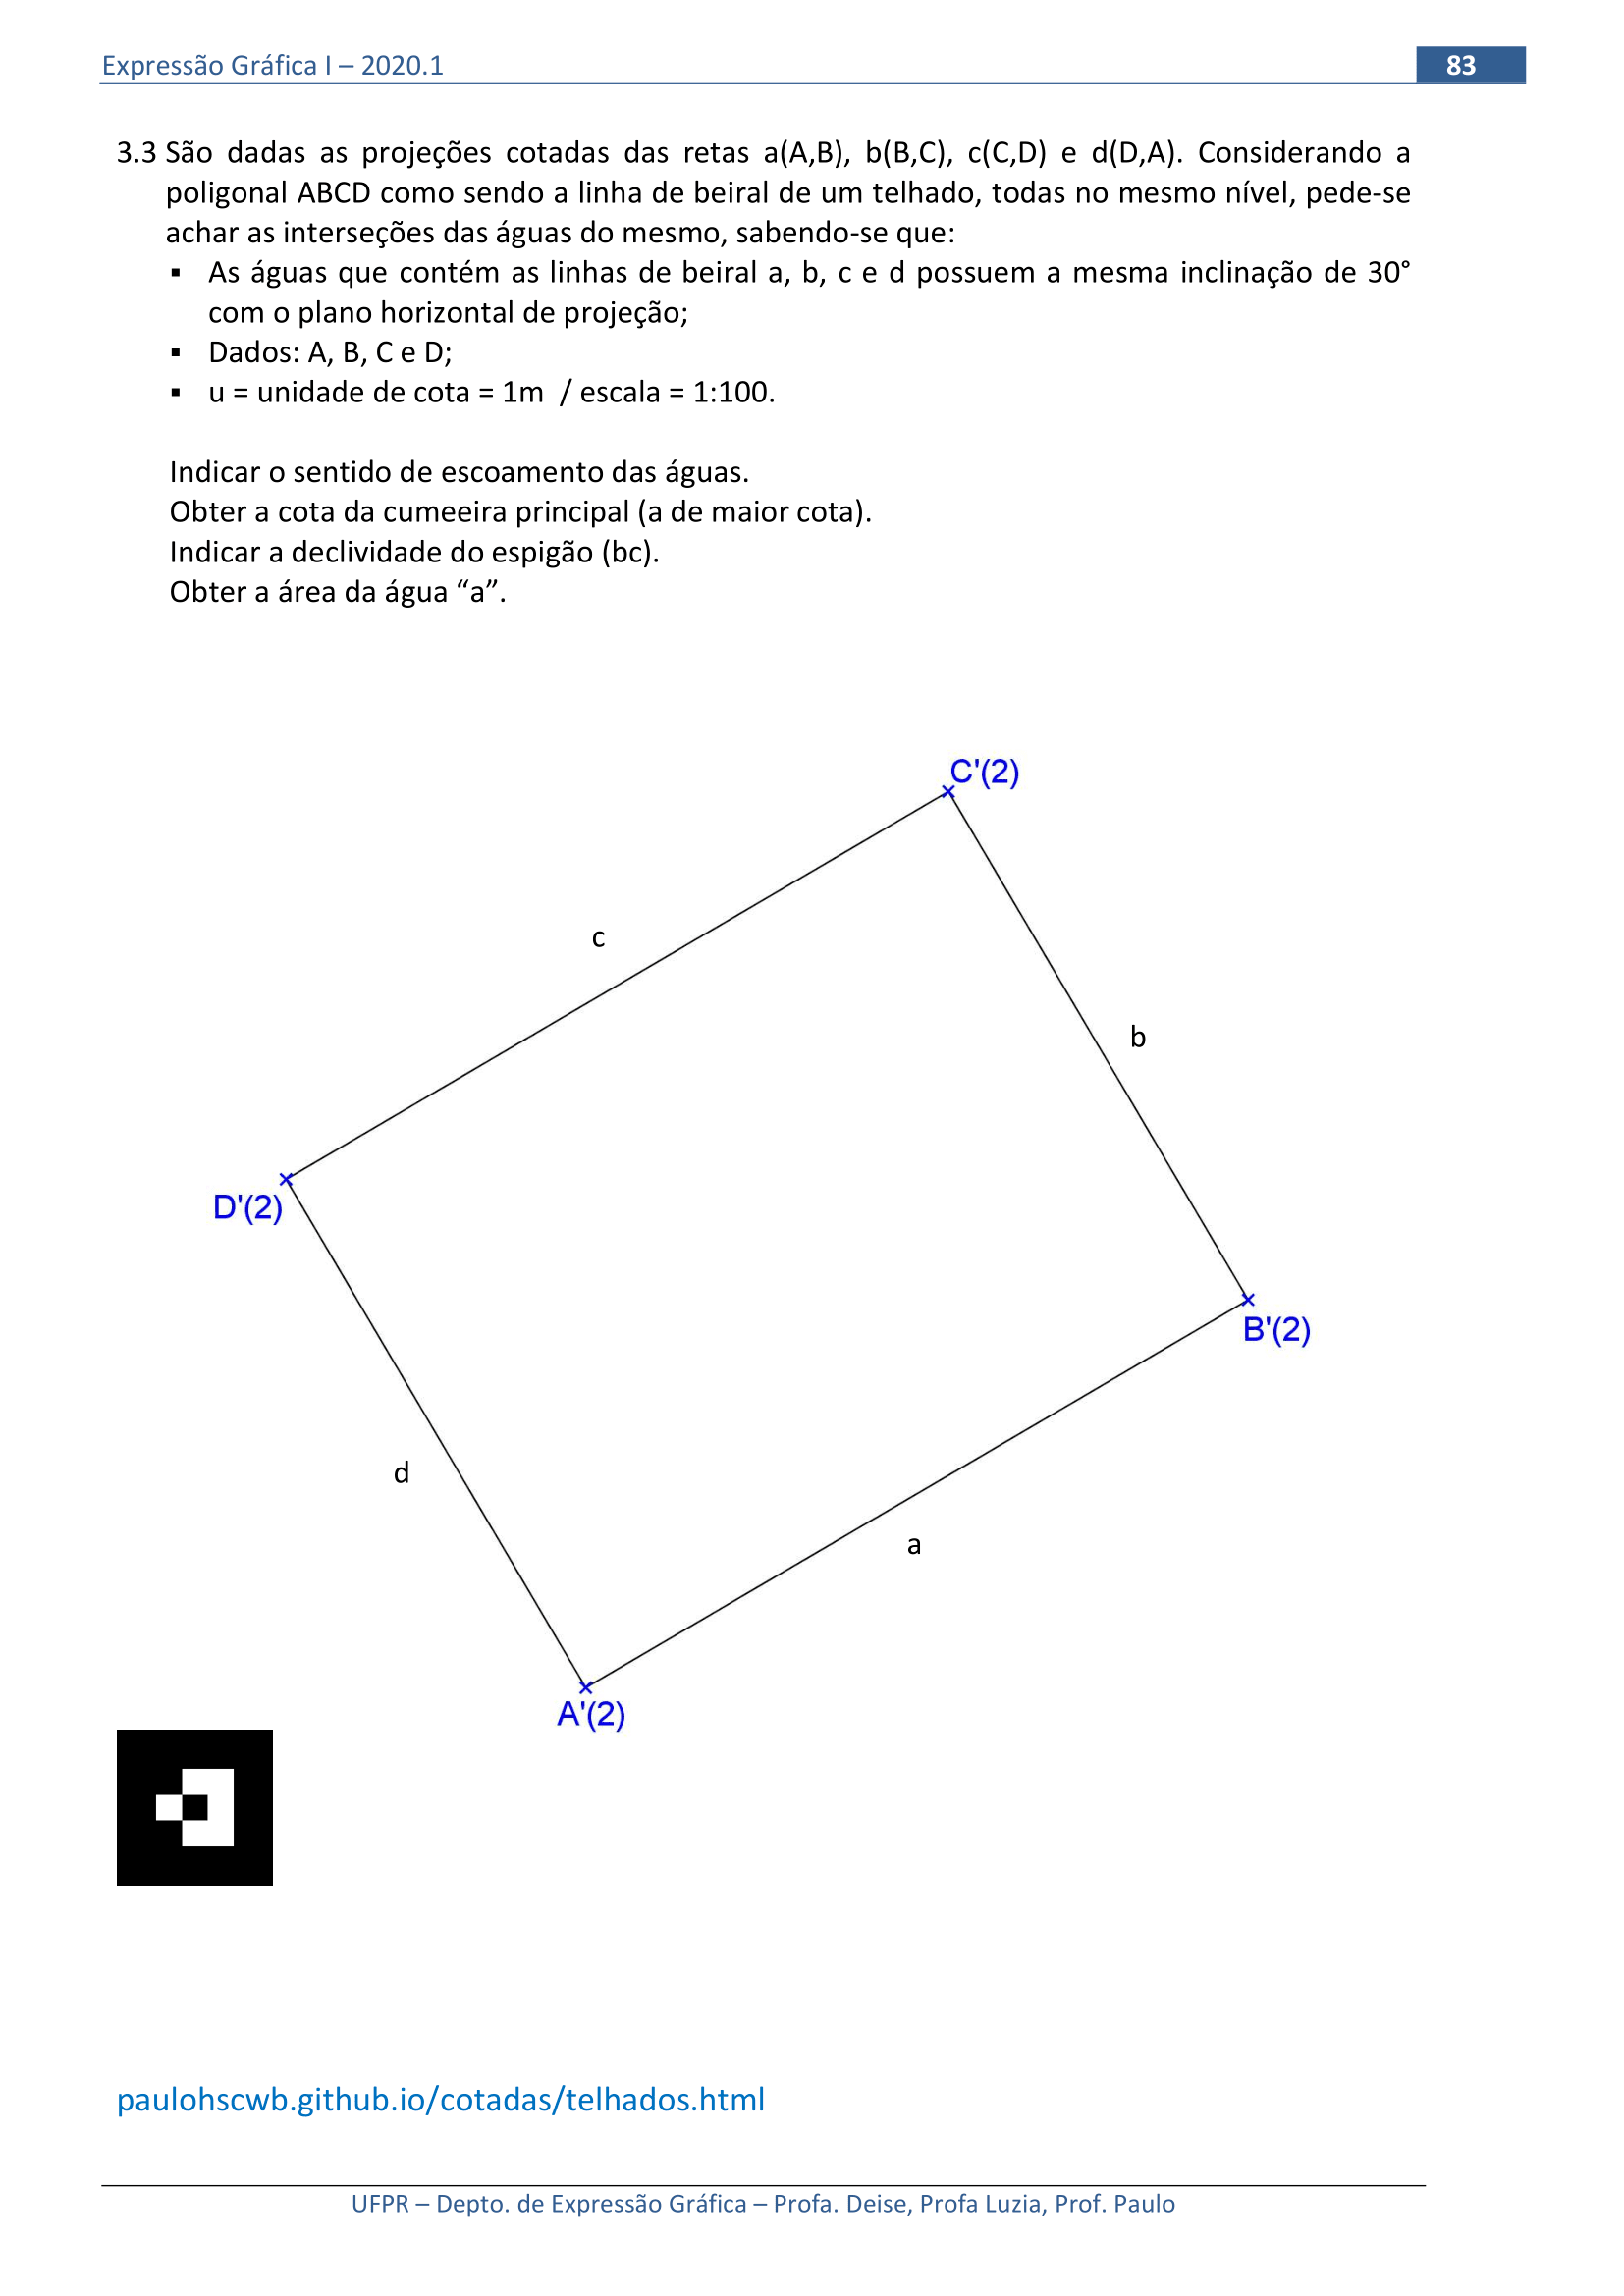 Expressão Gráfica I – 2020.1
83
3.3 São dadas as projeções cotadas das retas a(A,B), b(B,C), c(C,D) e d(D,A). Considerando a
poligonal ABCD como sendo a linha de beiral de um telhado, todas no mesmo nível, pede-se
achar as interseções das águas do mesmo, sabendo-se que:
▪ As águas que contém as linhas de beiral a, b, c e d possuem a mesma inclinação de 30°
com o plano horizontal de projeção;
▪ Dados: A, B, C e D;
▪ u = unidade de cota = 1m / escala = 1:100.
Indicar o sentido de escoamento das águas.
Obter a cota da cumeeira principal (a de maior cota).
Indicar a declividade do espigão (bc).
Obter a área da água “a”.
C'(2)
c
b
D'(2)
B'(2)
d
a
A'(2)
paulohscwb.github.io/cotadas/telhados.html
UFPR – Depto. de Expressão Gráfica – Profa. Deise, Profa Luzia, Prof. Paulo